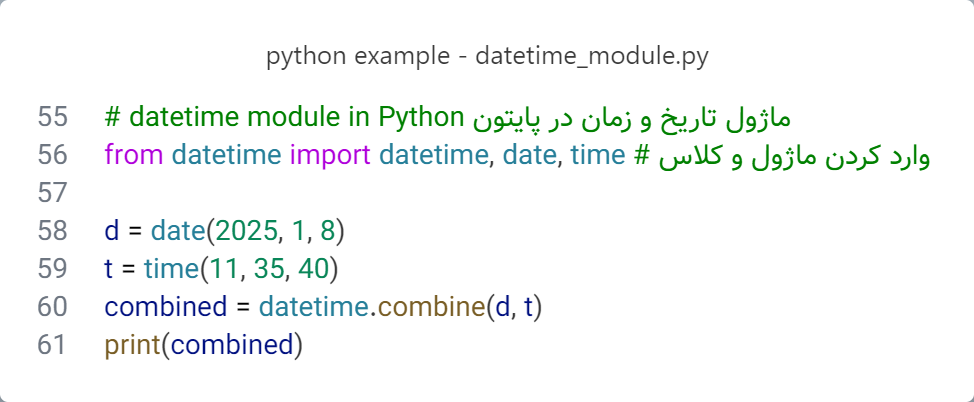 python example - datetime_module.py
55 # datetime module in Python ماژول تاریخ و زمان در پایتون
56 from datetime import datetime, date, time # وارد کردن ماژول و کلاس
57
58 d = date(2025, 1, 8)
59 t = time(11, 35, 40)
60 combined = datetime.combine(d, t)
61 print(combined)